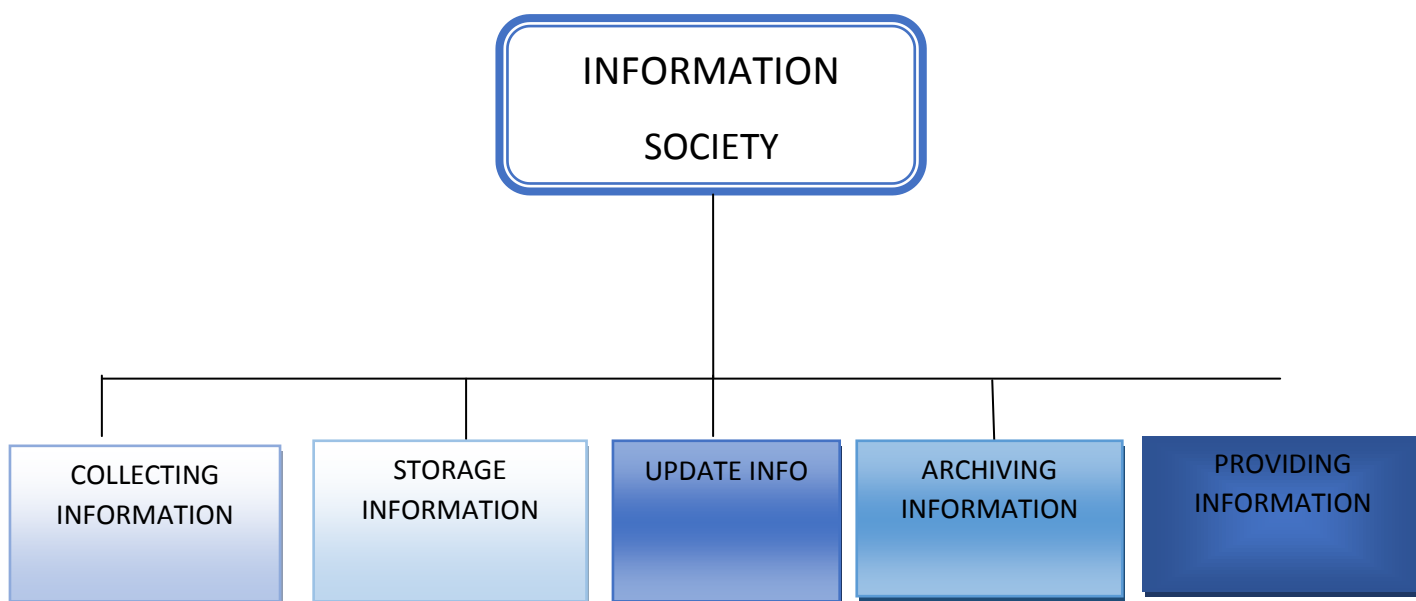 INFORMATION
SOCIETY
COLLECTING
INFORMATION
STORAGE
INFORMATION
UPDATE INFO
ARCHIVING
INFORMATION
PROVIDING
INFORMATION